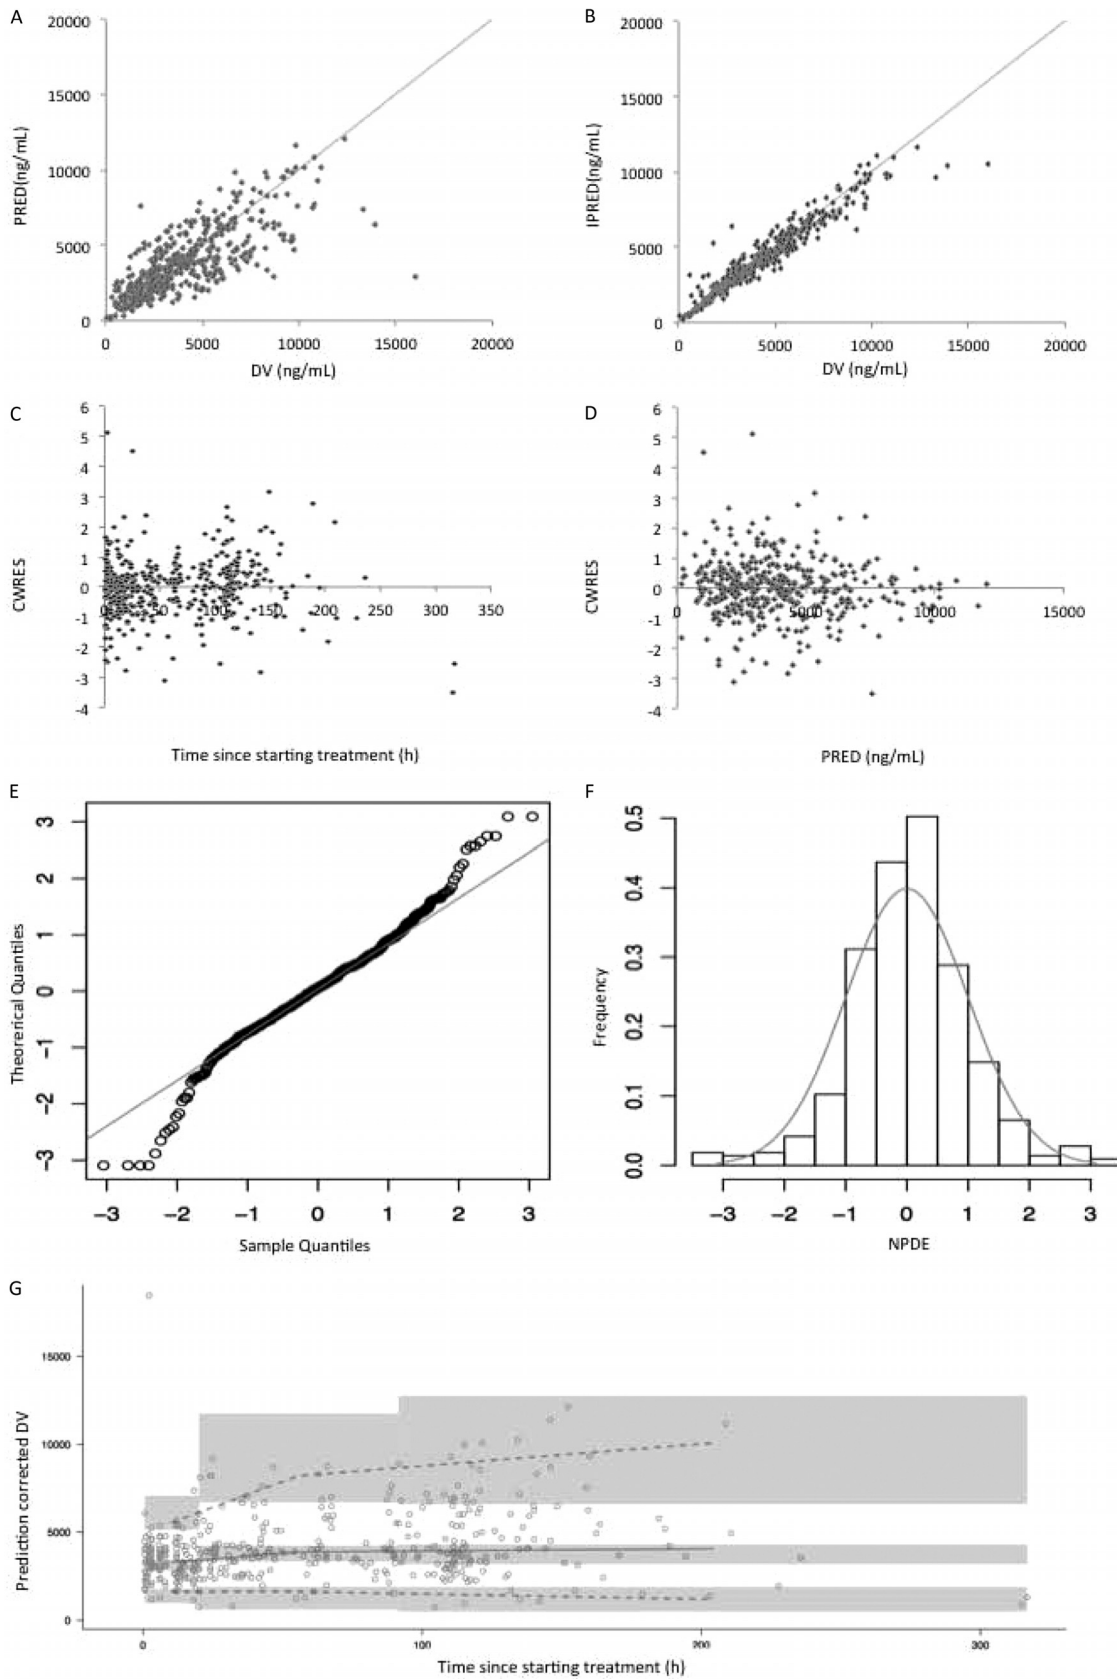 A
20000
15000
10000
5000
0
PRED(ng/mL)
0 5000 10000 15000 20000
DV (ng/mL)
B
20000
15000
10000
5000
0
IPRED(ng/mL)
0 5000 10000 15000 20000
DV (ng/mL)
C
6
5
4
3
2
1
0
-1
-2
-3
-4
CWRES
0 50 100 150 200 250 300 350
Time since starting treatment (h)
D
6
5
4
3
2
1
0
-1
-2
-3
-4
CWRES
0 5000 10000 15000
PRED (ng/mL)
E
3
2
1
0
−1
−2
−3
Theorerical Quantiles
−3 −2 −1 0 1 2 3
Sample Quantiles
F
0.5
0.4
0.3
0.2
0.1
0.0
Frequency
−3 −2 −1 0 1 2 3
NPDE
G
15000
10000
5000
0
Prediction corrected DV
0 100 200 300
Time since starting treatment (h)